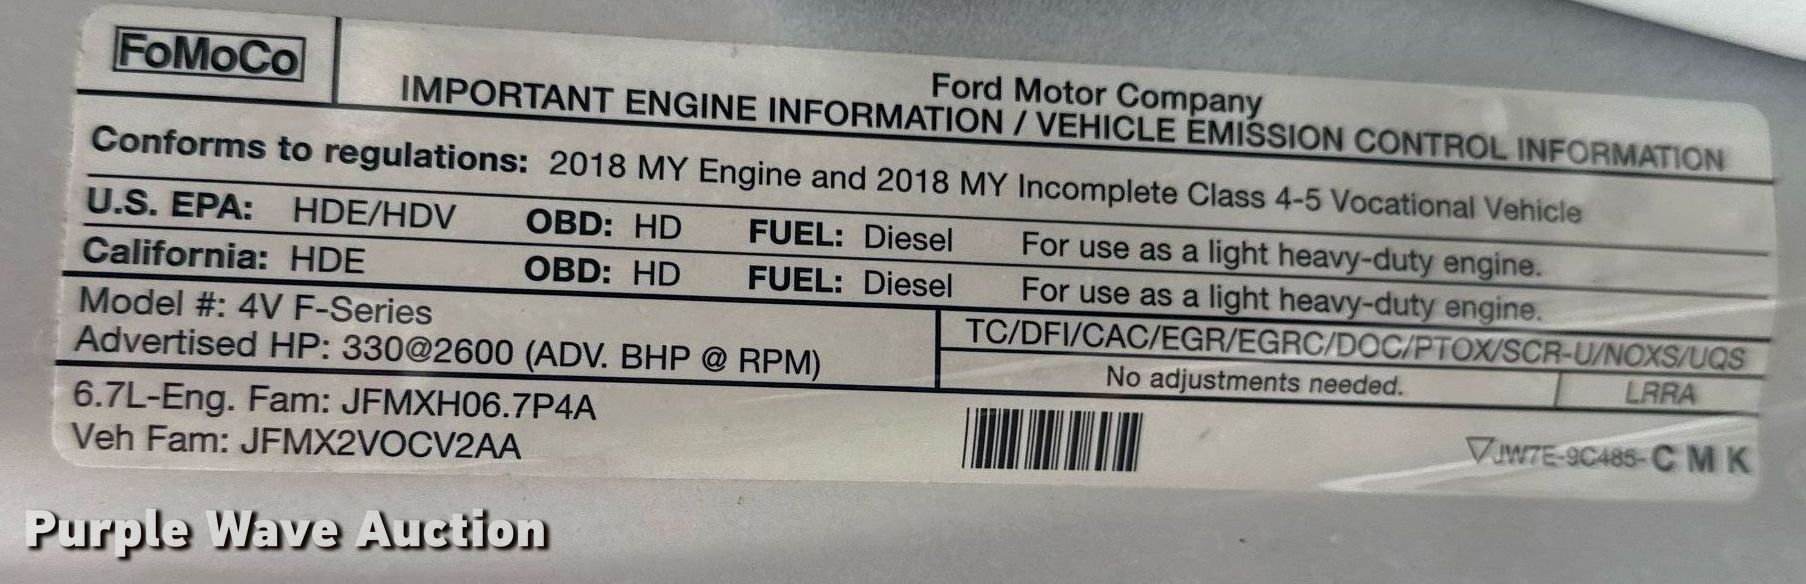 FoMoCo
Ford Motor Company
IMPORTANT ENGINE INFORMATION / VEHICLE EMISSION CONTROL INFORMATION
Conforms to regulations: 2018 MY Engine and 2018 MY Incomplete Class 4-5 Vocational Vehicle
U.S. EPA: HDE/HDV OBD: HD FUEL: Diesel For use as a light heavy-duty engine.
California: HDE OBD: HD FUEL: Diesel For use as a light heavy-duty engine.
Model #: 4V F-Series
Advertised HP: 330@2600 (ADV. BHP @ RPM)
TC/DFI/CAC/EGR/EGRC/DOC/PTOX/SCR-U/NOXS/UQS
No adjustments needed. LRRA
6.7L-Eng. Fam: JFMXH06.7P4A
Veh Fam: JFMX2VOCV2AA
JW7E-9C485- C M K
Purple Wave Auction